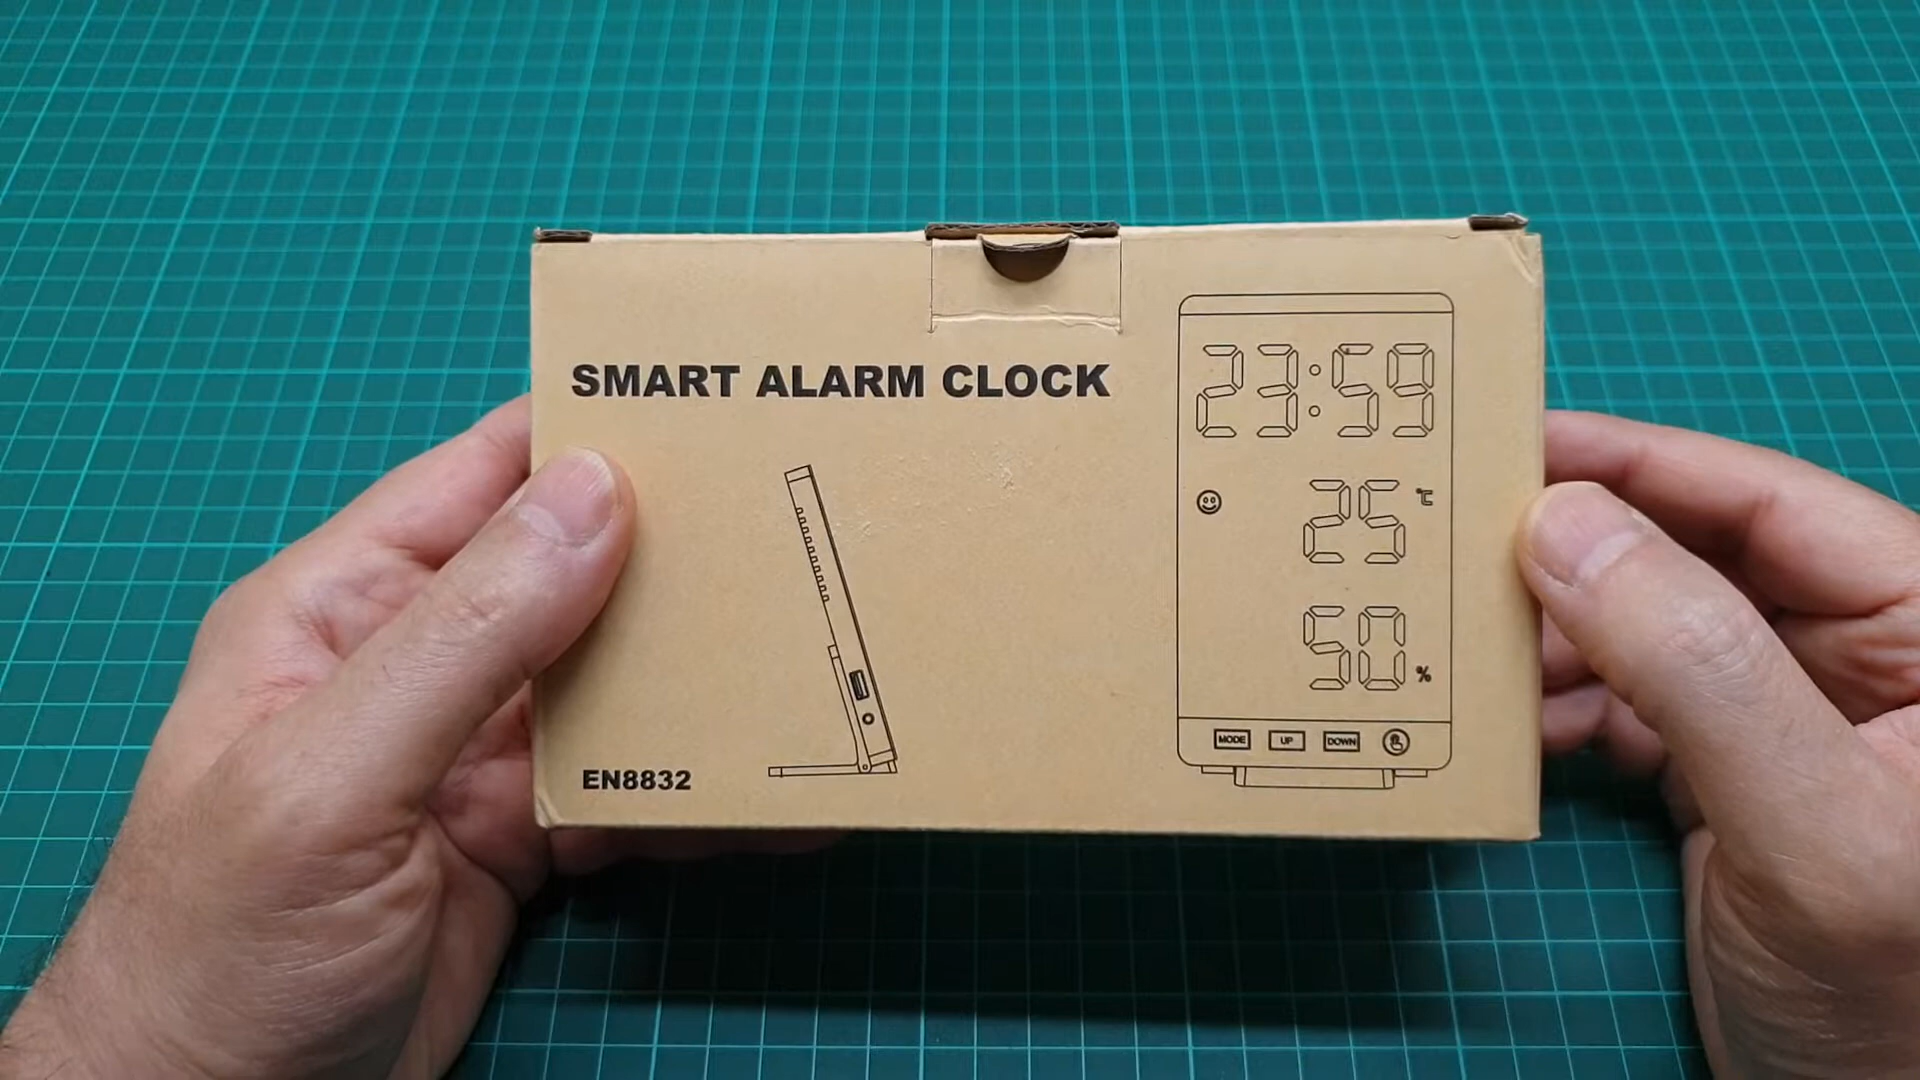 SMART ALARM CLOCK
23:59
25 ℃
50 %
MODE UP DOWN
EN8832